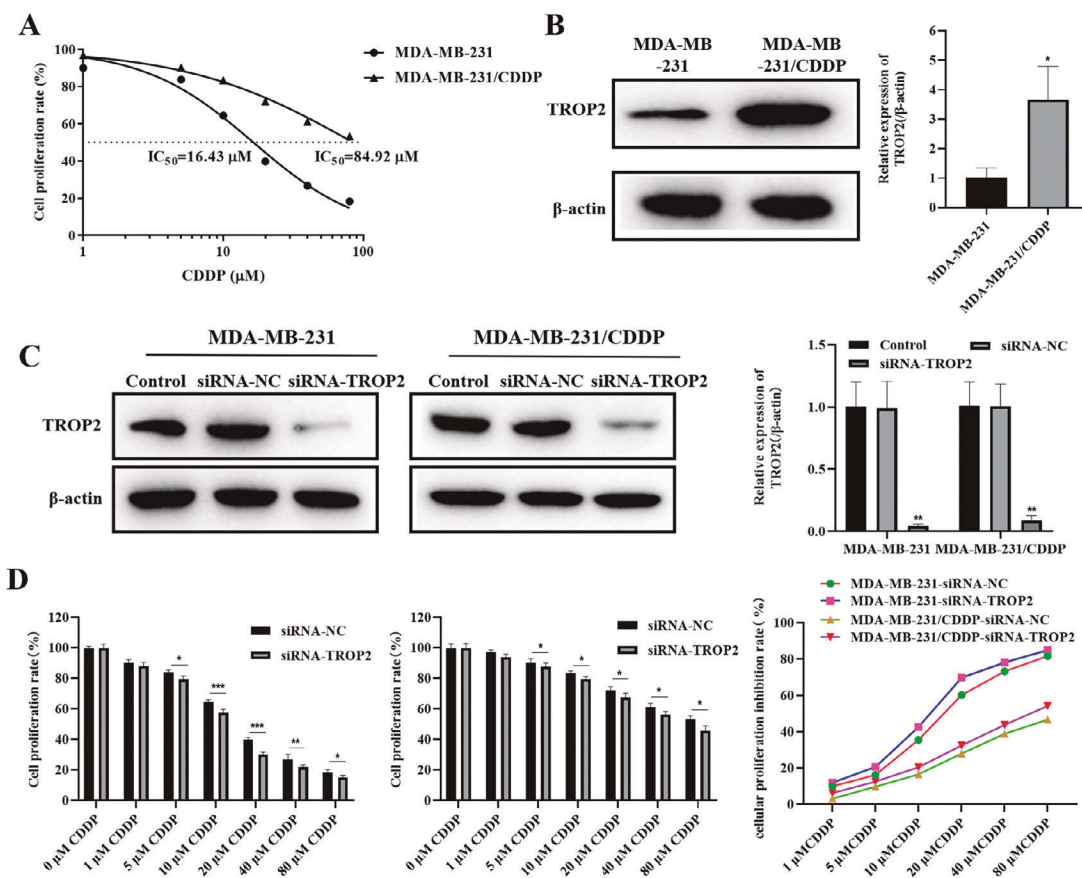 A
Cell proliferation rate (%)
100
80
60
40
20
0
1
10
100
CDDP (μM)
MDA-MB-231
MDA-MB-231/CDDP
IC50=16.43 μM
IC50=84.92 μM
B
MDA-MB
-231
MDA-MB
-231/CDDP
TROP2
β-actin
Relative expression of
TROP2(/β-actin)
6
5
4
3
2
1
0
*
MDA-MB-231
MDA-MB-231/CDDP
C
MDA-MB-231
MDA-MB-231/CDDP
Control siRNA-NC siRNA-TROP2
Control siRNA-NC siRNA-TROP2
TROP2
β-actin
Relative expression of
TROP2(/β-actin)
1.5
1.0
0.5
0.0
Control
siRNA-NC
siRNA-TROP2
**
**
MDA-MB-231
MDA-MB-231/CDDP
D
Cell proliferation rate (%)
120
100
80
60
40
20
0
siRNA-NC
siRNA-TROP2
*
***
***
**
*
0 μM CDDP
1 μM CDDP
5 μM CDDP
10 μM CDDP
20 μM CDDP
40 μM CDDP
80 μM CDDP
Cell proliferation rate (%)
120
100
80
60
40
20
0
siRNA-NC
siRNA-TROP2
*
*
*
*
*
0 μM CDDP
1 μM CDDP
5 μM CDDP
10 μM CDDP
20 μM CDDP
40 μM CDDP
80 μM CDDP
MDA-MB-231-siRNA-NC
MDA-MB-231-siRNA-TROP2
MDA-MB-231/CDDP-siRNA-NC
MDA-MB-231/CDDP-siRNA-TROP2
cellular proliferation inhibition rate (%)
100
80
60
40
20
0
1 μMCDDP
5 μMCDDP
10 μMCDDP
20 μMCDDP
40 μMCDDP
80 μMCDDP